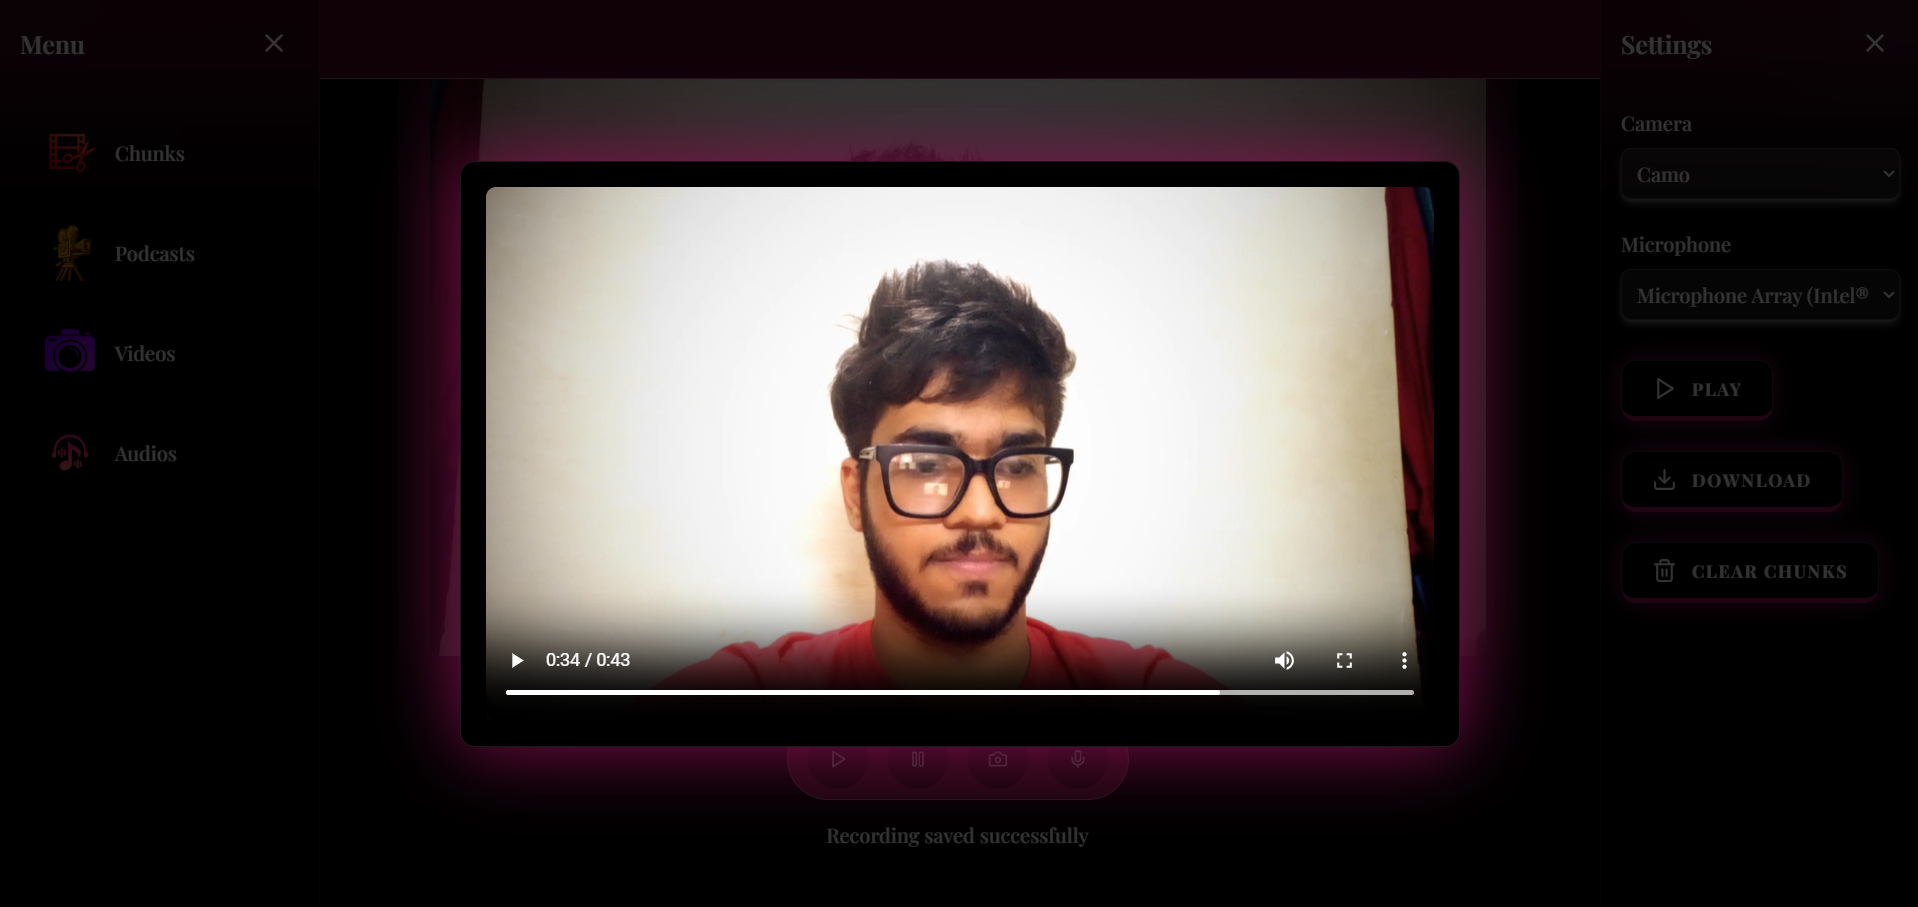 Menu
Chunks
Podcasts
Videos
Audios
0:34 / 0:43
Recording saved successfully
Settings
Camera
Camo
Microphone
Microphone Array (Intel®
PLAY
DOWNLOAD
CLEAR CHUNKS